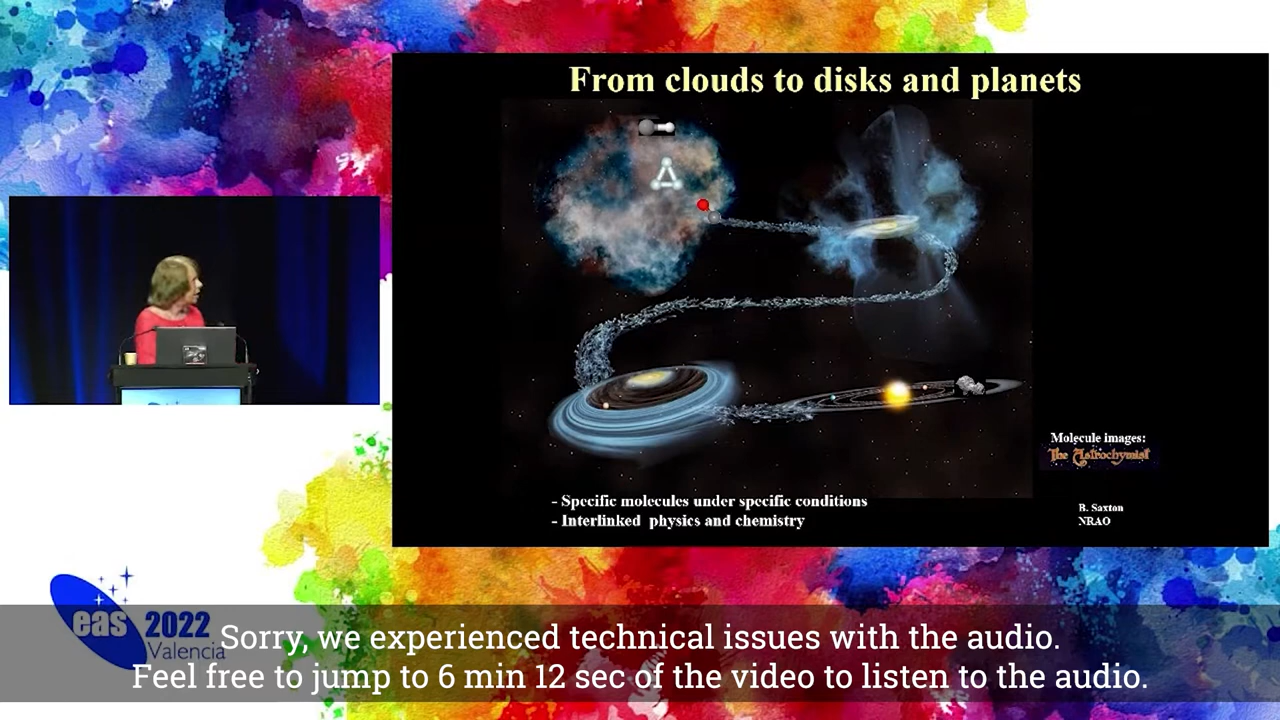 From clouds to disks and planets
Molecule images:
The Astrochymist
- Specific molecules under specific conditions
- Interlinked physics and chemistry
B. Saxton
NRAO
eas 2022
Valencia
Sorry, we experienced technical issues with the audio.
Feel free to jump to 6 min 12 sec of the video to listen to the audio.